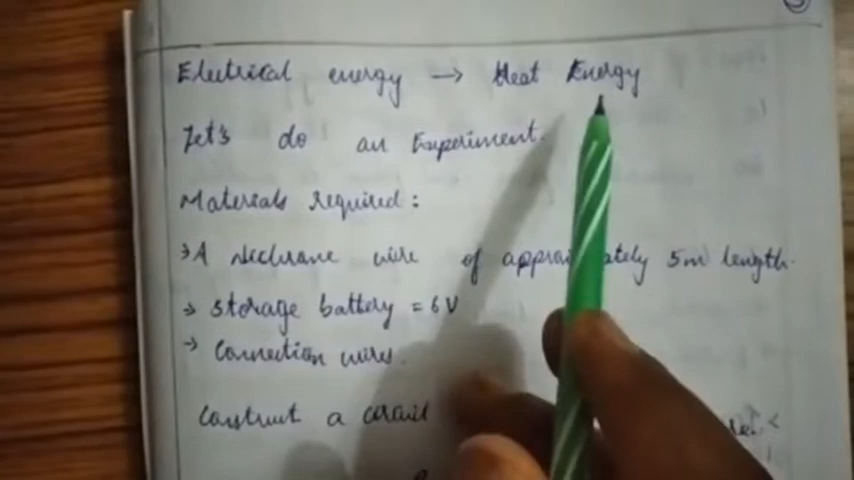 Electrical energy → Heat Energy
Let's do an Experiment.
Materials required:
→ A nichrome wire of approximately 5m length.
→ Storage battery = 6V
→ Connection wires.
Construct a circuit